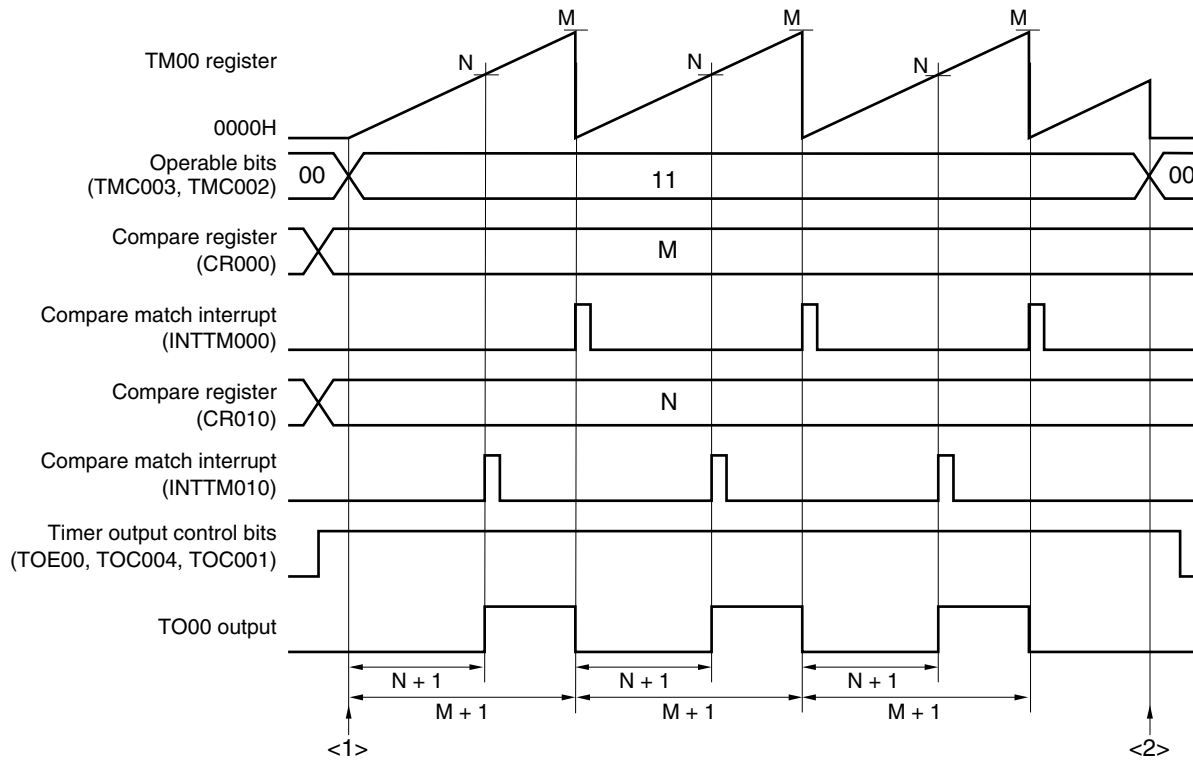 M M M
TM00 register N N N
0000H
Operable bits
(TMC003, TMC002) 00 11 00
Compare register
(CR000) M
Compare match interrupt
(INTTM000)
Compare register
(CR010) N
Compare match interrupt
(INTTM010)
Timer output control bits
(TOE00, TOC004, TOC001)
TO00 output
N + 1 N + 1 N + 1
M + 1 M + 1 M + 1
<1> <2>